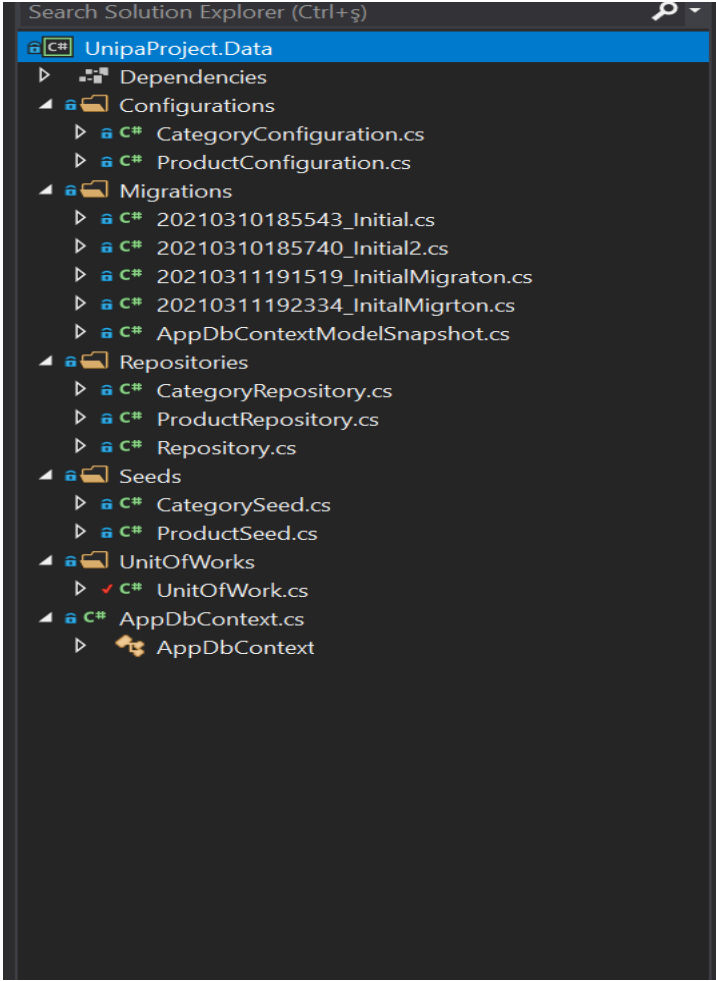 Search Solution Explorer (Ctrl+ş)
C# UnipaProject.Data
Dependencies
Configurations
C# CategoryConfiguration.cs
C# ProductConfiguration.cs
Migrations
C# 20210310185543_Initial.cs
C# 20210310185740_Initial2.cs
C# 20210311191519_InitialMigraton.cs
C# 20210311192334_InitalMigrton.cs
C# AppDbContextModelSnapshot.cs
Repositories
C# CategoryRepository.cs
C# ProductRepository.cs
C# Repository.cs
Seeds
C# CategorySeed.cs
C# ProductSeed.cs
UnitOfWorks
C# UnitOfWork.cs
C# AppDbContext.cs
AppDbContext